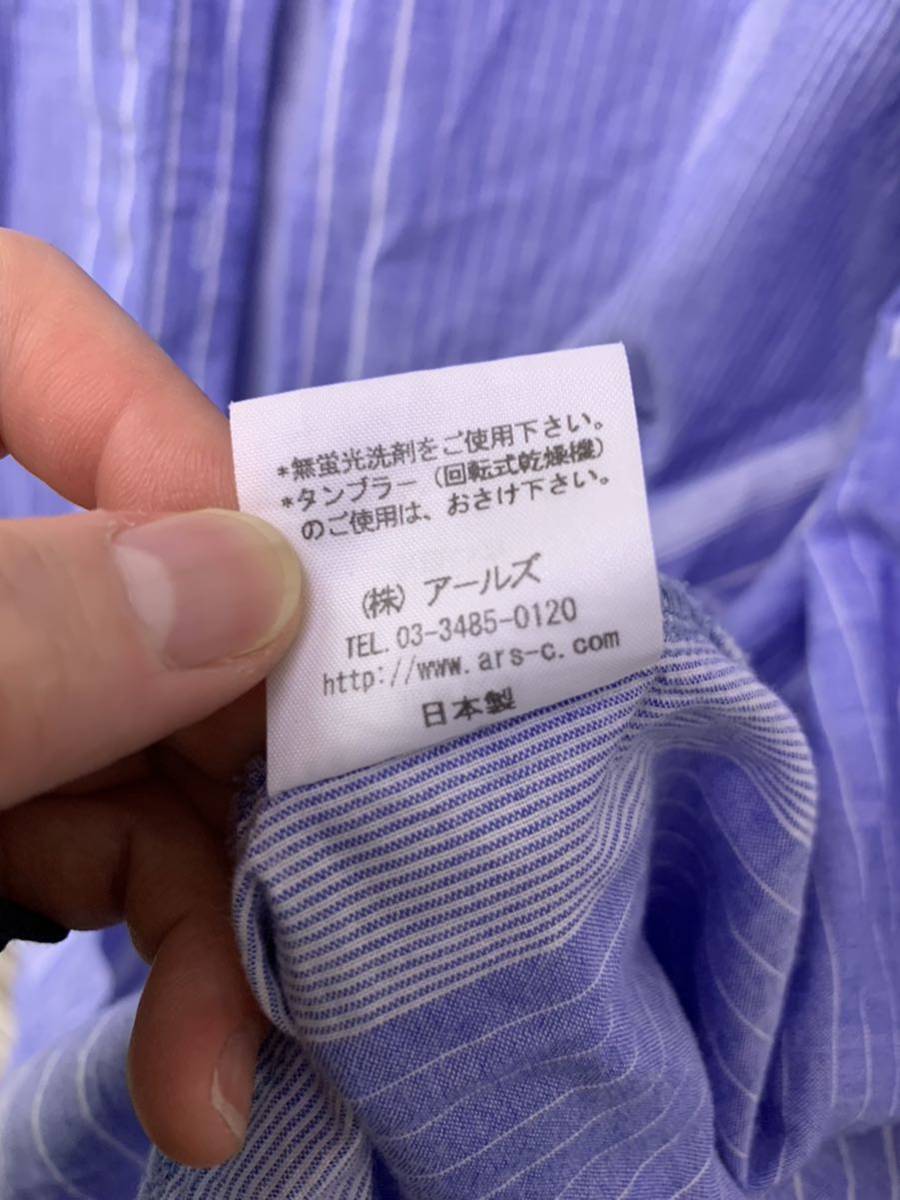 *無蛍光洗剤をご使用下さい。
*タンブラー（回転式乾燥機）
のご使用は、おさけ下さい。
（株）アールズ
TEL. 03-3485-0120
http://www.ars-c.com
日本製